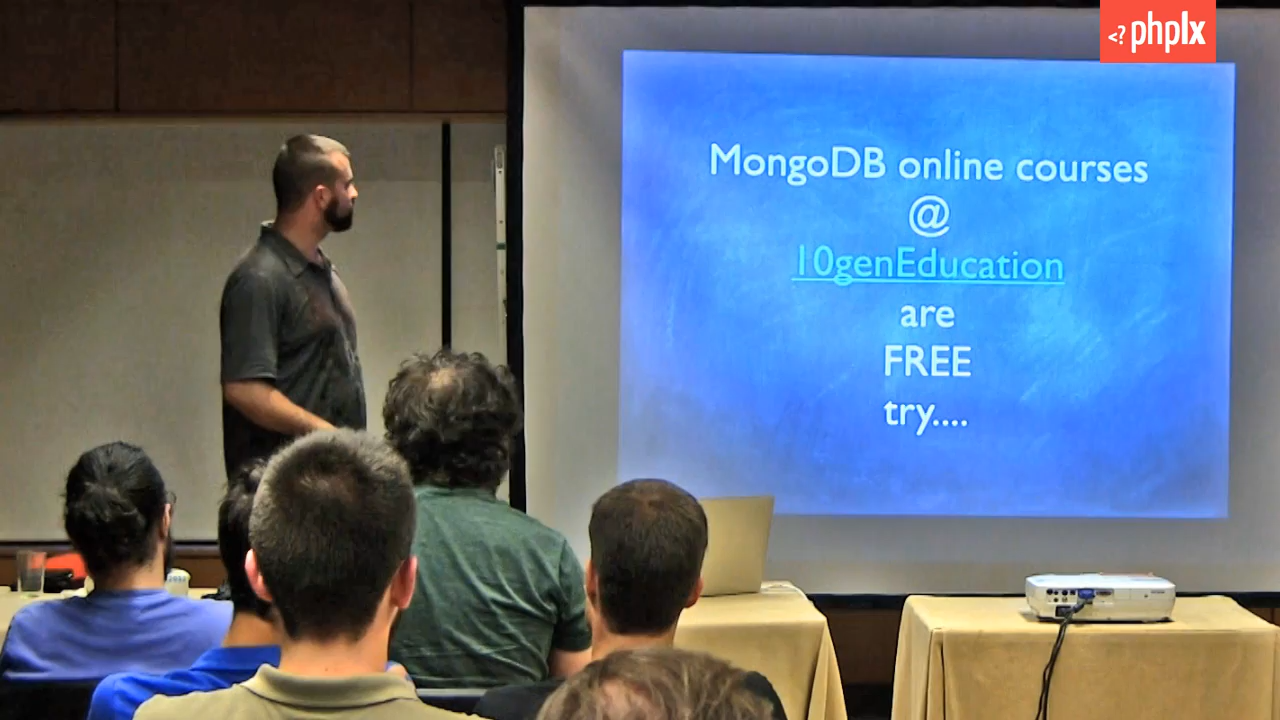 <? phplx
MongoDB online courses
@
10genEducation
are
FREE
try....